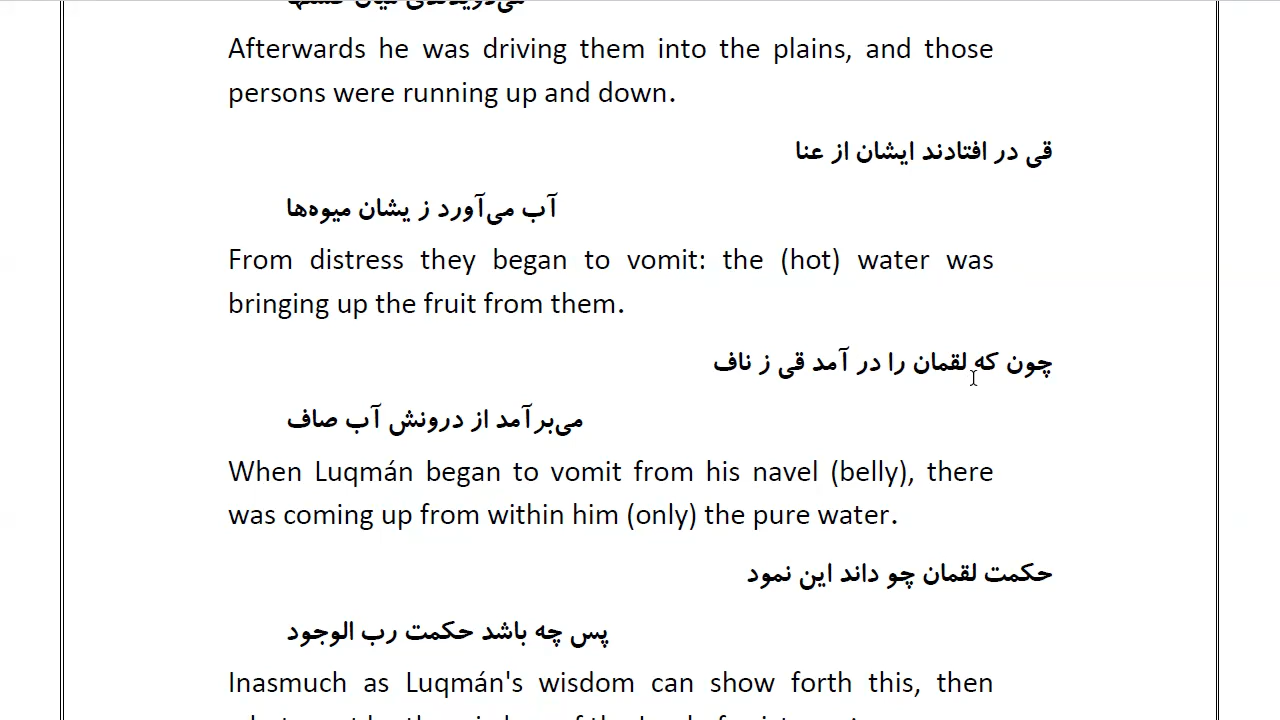 Afterwards he was driving them into the plains, and those
persons were running up and down.
قی در افتادند ایشان از عنا
آب می‌آورد ز یشان میوه‌ها
From distress they began to vomit: the (hot) water was
bringing up the fruit from them.
چون که لقمان را در آمد قی ز ناف
می‌برآمد از درونش آب صاف
When Luqmán began to vomit from his navel (belly), there
was coming up from within him (only) the pure water.
حکمت لقمان چو داند این نمود
پس چه باشد حکمت رب الوجود
Inasmuch as Luqmán's wisdom can show forth this, then